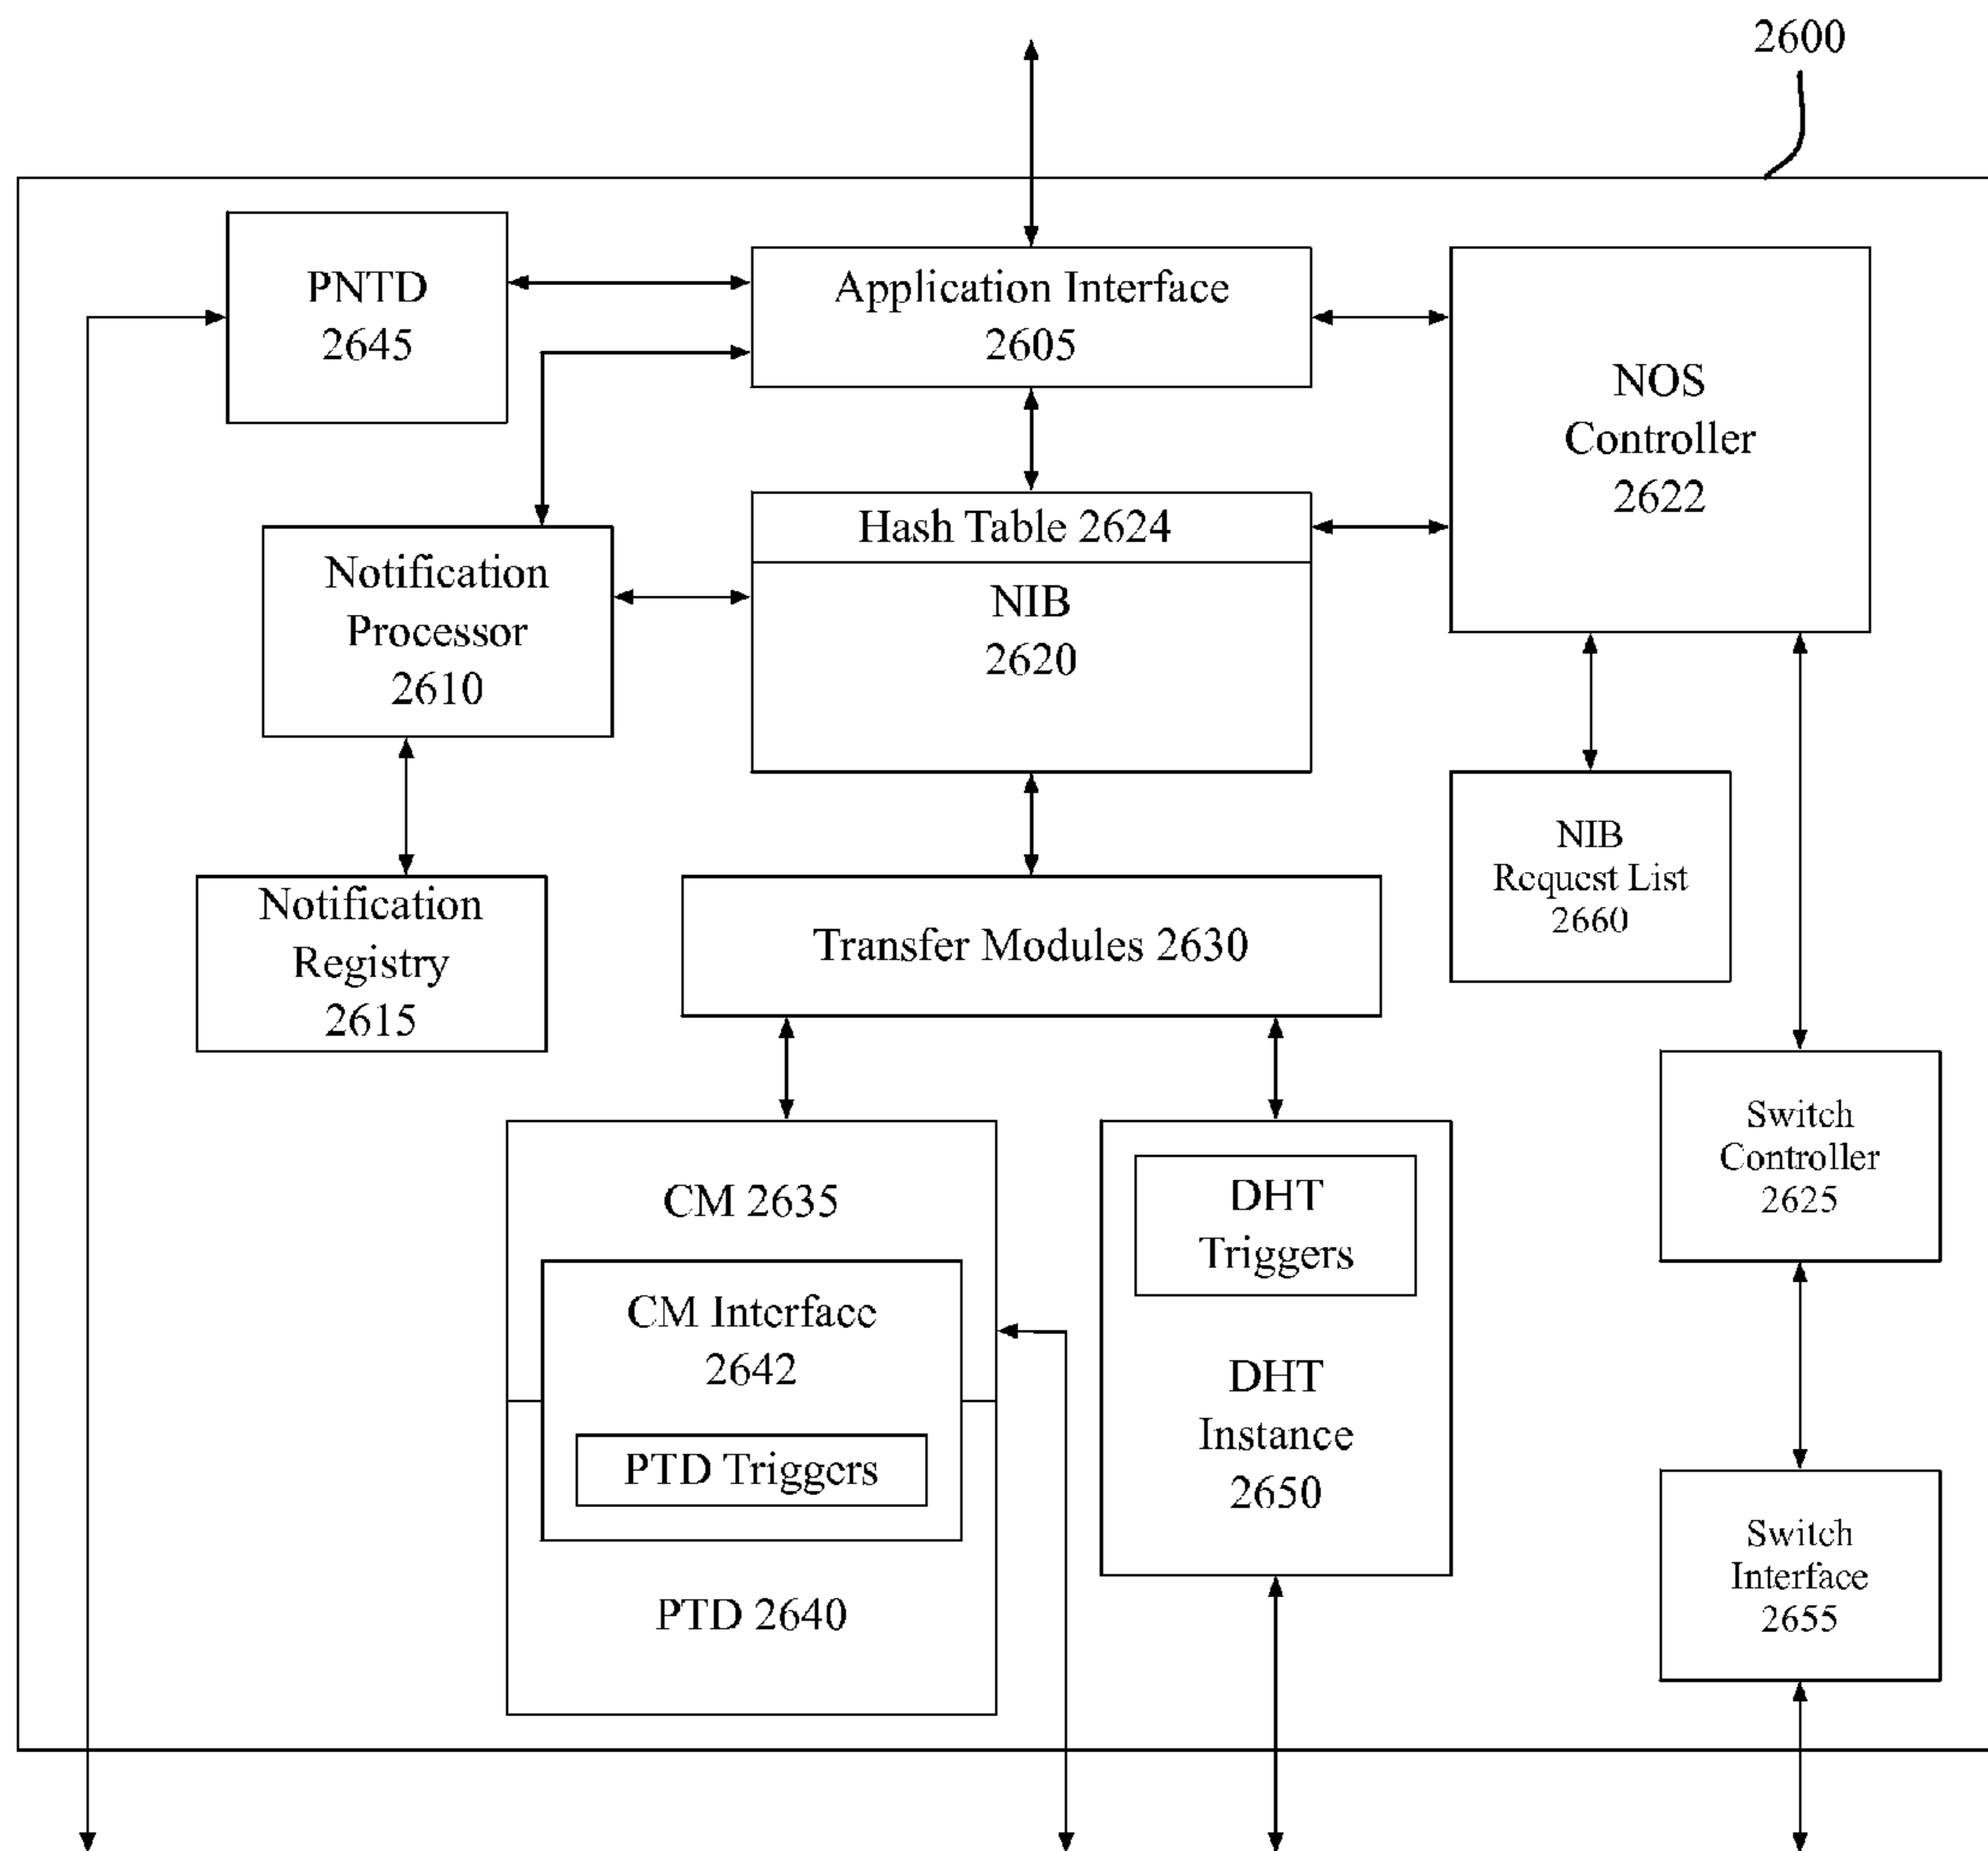 2600
PNTD
2645
Application Interface
2605
NOS
Controller
2622
Hash Table 2624
NIB
2620
Notification
Processor
2610
NIB
Request List
2660
Notification
Registry
2615
Transfer Modules 2630
CM 2635
CM Interface
2642
PTD Triggers
PTD 2640
DHT
Triggers
DHT
Instance
2650
Switch
Controller
2625
Switch
Interface
2655